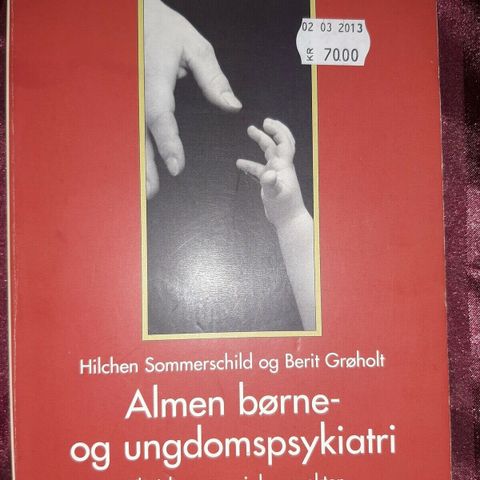 02 03 2013
KR 70.00
Hilchen Sommerschild og Berit Grøholt
Almen børne-
og ungdomspsykiatri